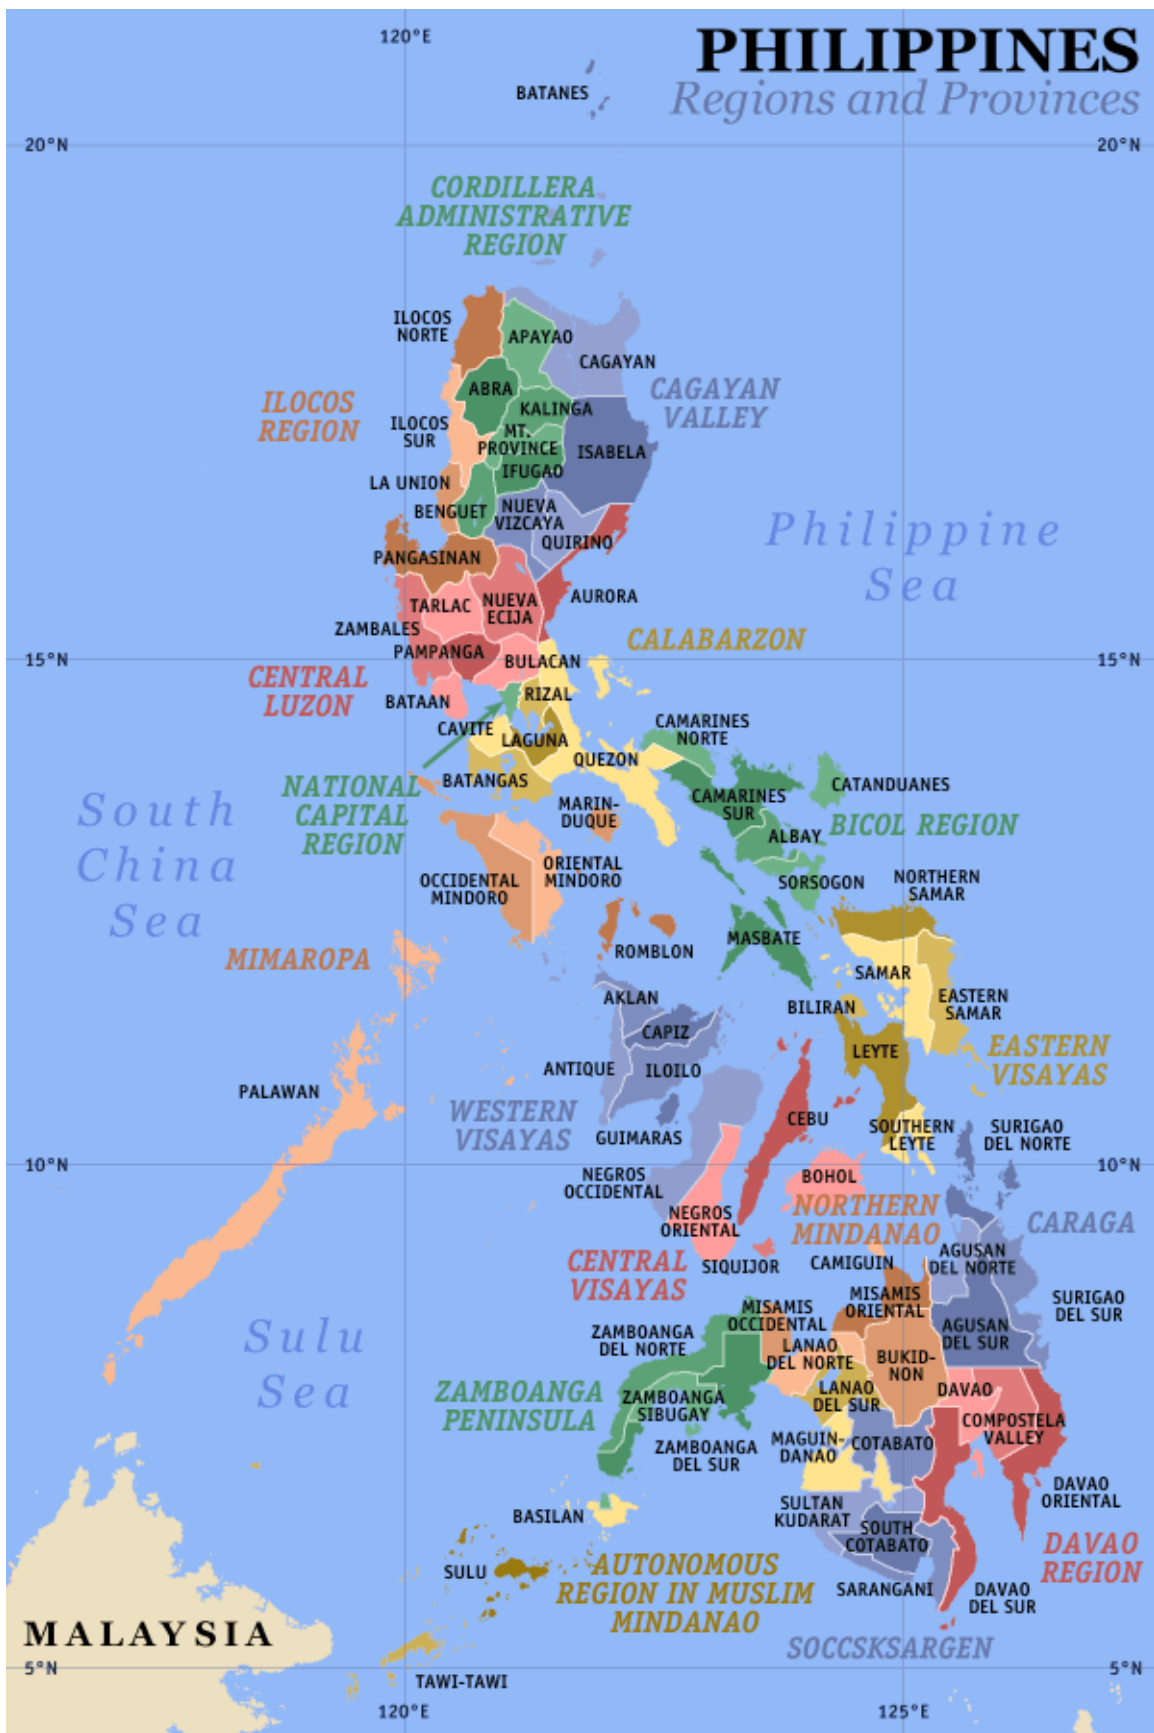 120°E
PHILIPPINES
Regions and Provinces
BATANES
20°N
20°N
CORDILLERA
ADMINISTRATIVE
REGION
ILOCOS
NORTE
APAYAO
CAGAYAN
ABRA
CAGAYAN
VALLEY
ILOCOS
REGION
KALINGA
ILOCOS
SUR
MT.
PROVINCE
ISABELA
IFUGAO
LA UNION
BENGUET
NUEVA
VIZCAYA
QUIRINO
Philippine
Sea
PANGASINAN
TARLAC
NUEVA
ECIJA
AURORA
ZAMBALES
CALABARZON
PAMPANGA
BULACAN
15°N
15°N
CENTRAL
LUZON
BATAAN
RIZAL
CAVITE
LAGUNA
CAMARINES
NORTE
QUEZON
BATANGAS
NATIONAL
CAPITAL
REGION
CATANDUANES
MARIN-
DUQUE
CAMARINES
SUR
BICOL REGION
ALBAY
South
China
Sea
ORIENTAL
MINDORO
OCCIDENTAL
MINDORO
SORSOGON
NORTHERN
SAMAR
MASBATE
ROMBLON
MIMAROPA
SAMAR
AKLAN
BILIRAN
EASTERN
SAMAR
CAPIZ
LEYTE
EASTERN
VISAYAS
ANTIQUE
ILOILO
PALAWAN
WESTERN
VISAYAS
CEBU
GUIMARAS
SOUTHERN
LEYTE
SURIGAO
DEL NORTE
10°N
10°N
NEGROS
OCCIDENTAL
BOHOL
NEGROS
ORIENTAL
NORTHERN
MINDANAO
CARAGA
CENTRAL
VISAYAS
SIQUIJOR
CAMIGUIN
AGUSAN
DEL NORTE
MISAMIS
ORIENTAL
SURIGAO
DEL SUR
MISAMIS
OCCIDENTAL
AGUSAN
DEL SUR
Sulu
Sea
ZAMBOANGA
DEL NORTE
LANAO
DEL NORTE
BUKID-
NON
ZAMBOANGA
PENINSULA
ZAMBOANGA
SIBUGAY
LANAO
DEL SUR
DAVAO
COMPOSTELA
VALLEY
MAGUIN-
DANAO
COTABATO
ZAMBOANGA
DEL SUR
DAVAO
ORIENTAL
BASILAN
SULTAN
KUDARAT
SOUTH
COTABATO
DAVAO
REGION
SULU
AUTONOMOUS
REGION IN MUSLIM
MINDANAO
SARANGANI
DAVAO
DEL SUR
MALAYSIA
SOCCSKSARGEN
5°N
5°N
TAWI-TAWI
120°E
125°E